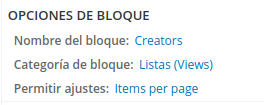 OPCIONES DE BLOQUE
Nombre del bloque: Creators
Categoría de bloque: Listas (Views)
Permitir ajustes: Items per page